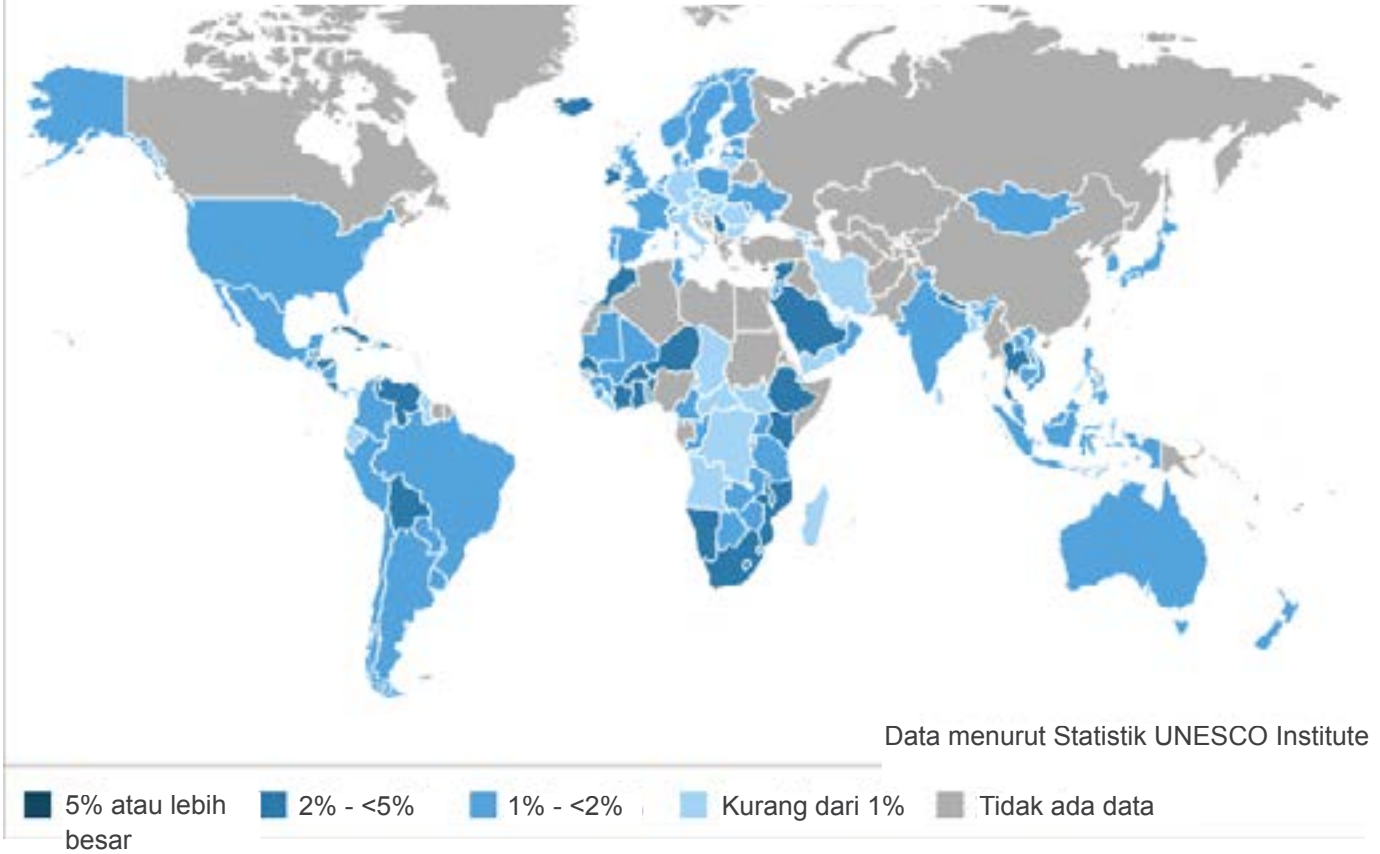 Data menurut Statistik UNESCO Institute
5% atau lebih besar
2% - <5%
1% - <2%
Kurang dari 1%
Tidak ada data